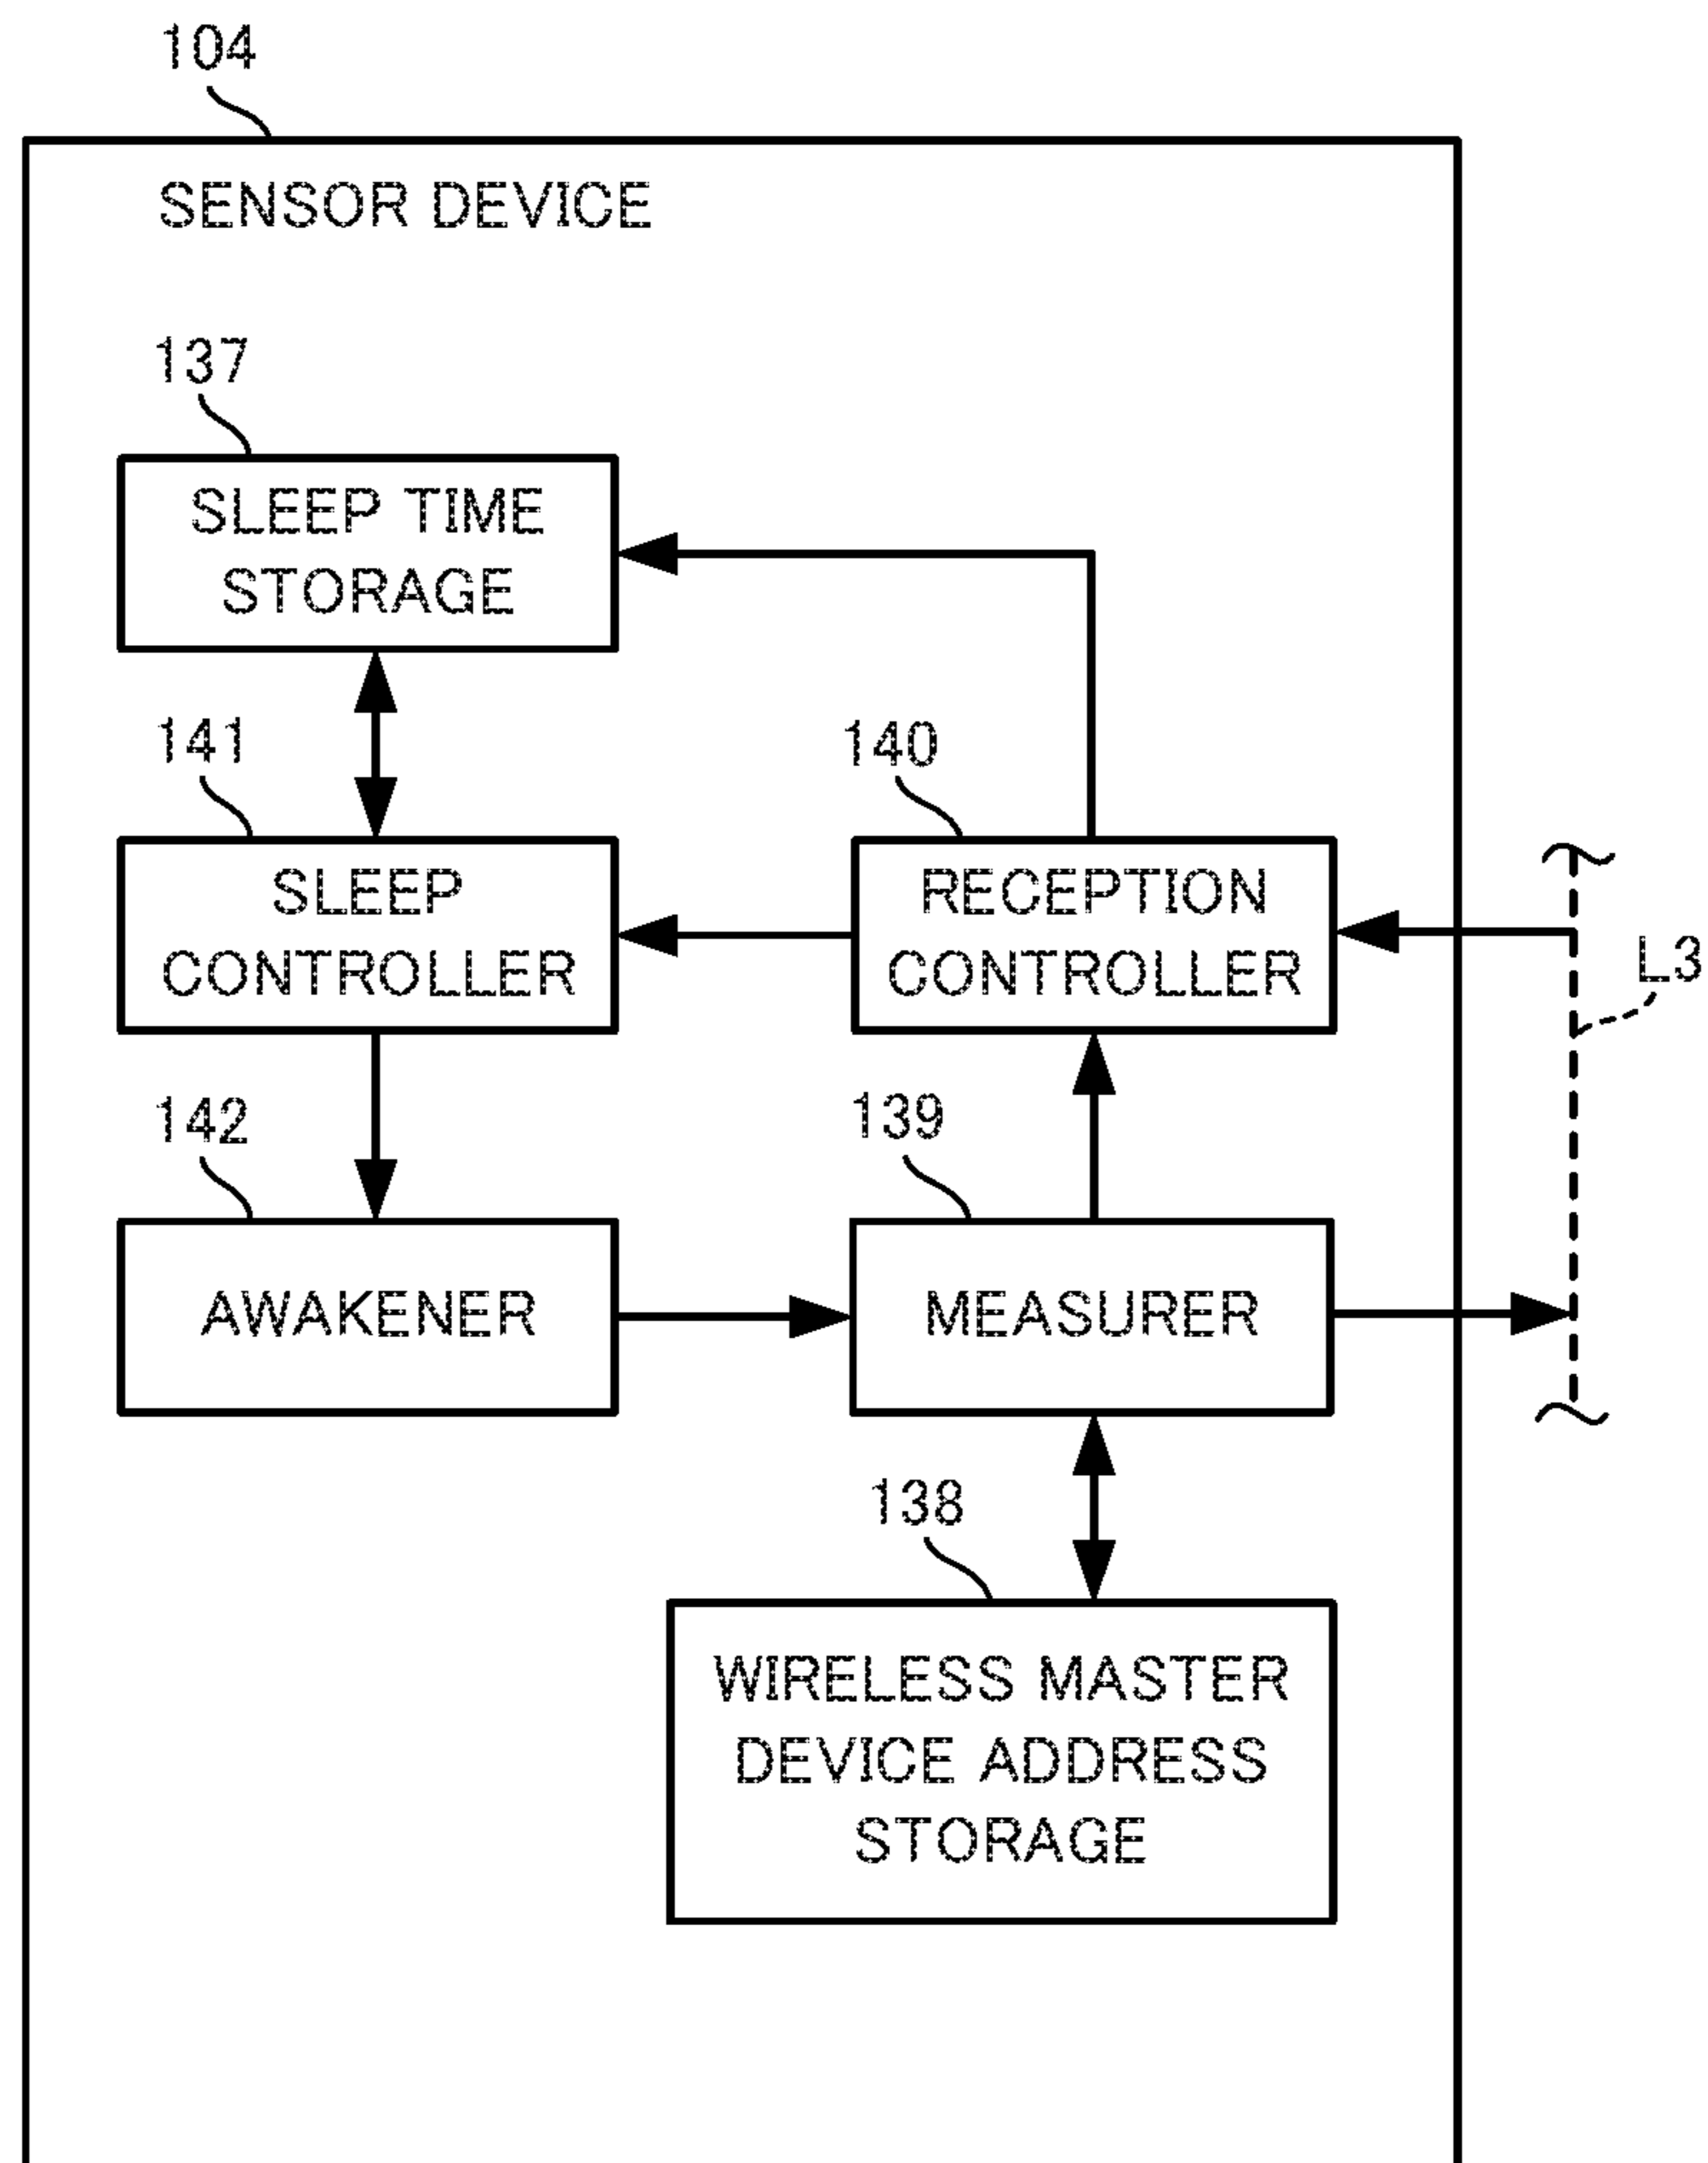 104
SENSOR DEVICE
137
SLEEP TIME
STORAGE
141
140
SLEEP
CONTROLLER
RECEPTION
CONTROLLER
L3
142
139
AWAKENER
MEASURER
138
WIRELESS MASTER
DEVICE ADDRESS
STORAGE